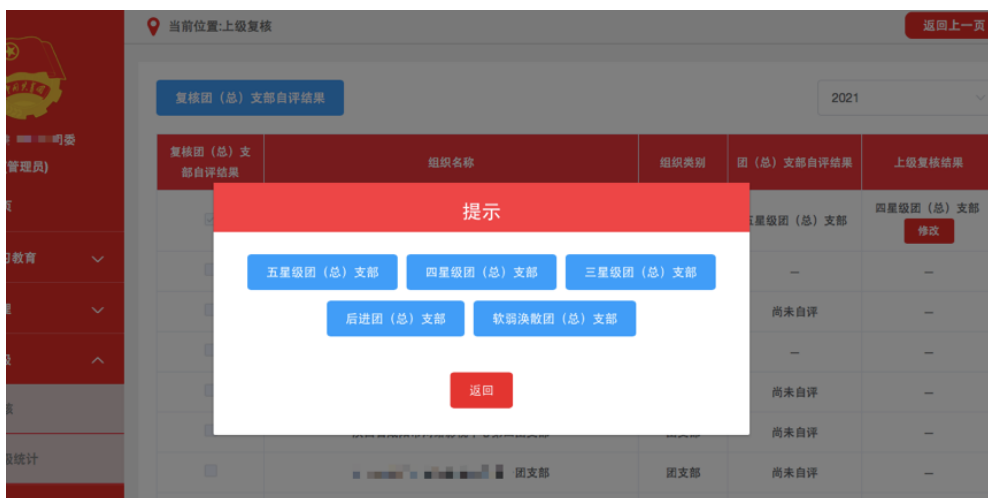 当前位置:上级复核
返回上一页
复核团（总）支部自评结果
2021
司委
管理员)
教育
统计
复核团（总）支
部自评结果
组织名称
组织类别
团（总）支部自评结果
上级复核结果
星级团（总）支部
四星级团（总）支部
修改
提示
五星级团（总）支部
四星级团（总）支部
三星级团（总）支部
后进团（总）支部
软弱涣散团（总）支部
返回
–
–
尚未自评
–
–
–
尚未自评
–
尚未自评
–
团支部
团支部
尚未自评
–